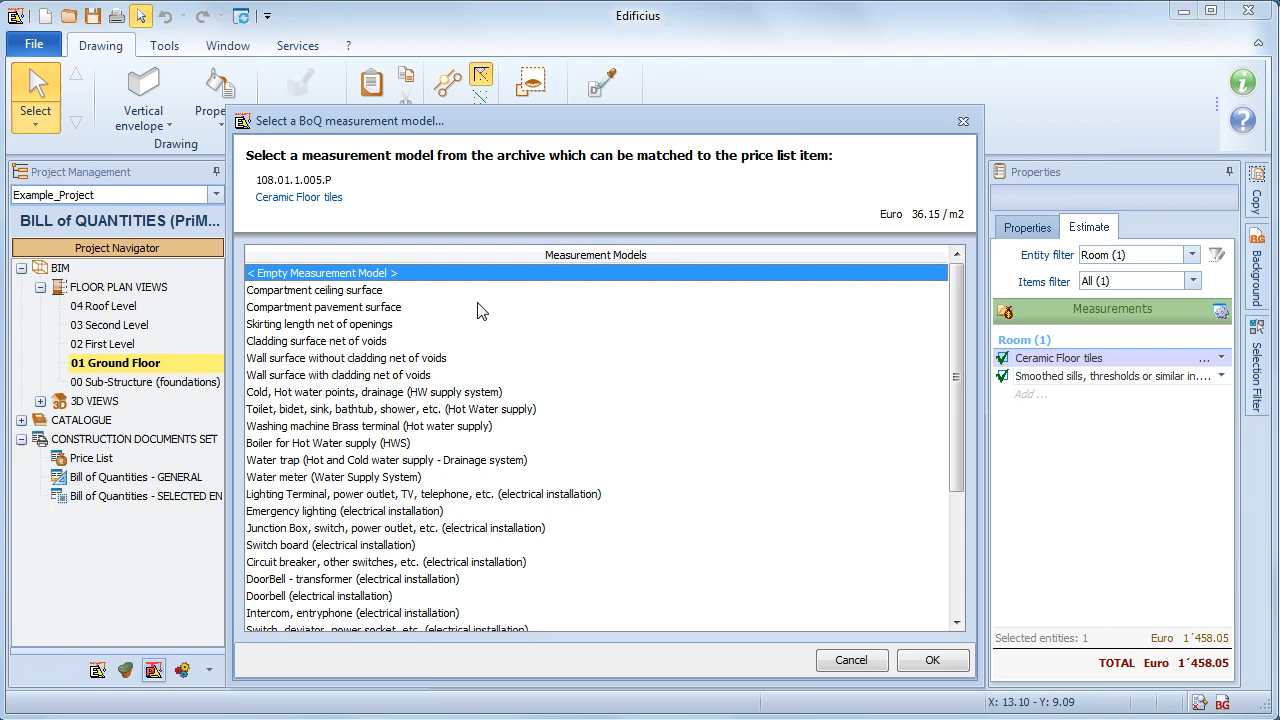 Edificius
File
Drawing
Tools
Window
Services
?
Select
Vertical
envelope
Prope
Drawing
Project Management
Example_Project
BILL of QUANTITIES (PriM...
Project Navigator
BIM
FLOOR PLAN VIEWS
04 Roof Level
03 Second Level
02 First Level
01 Ground Floor
00 Sub-Structure (foundations)
3D VIEWS
CATALOGUE
CONSTRUCTION DOCUMENTS SET
Price List
Bill of Quantities - GENERAL
Bill of Quantities - SELECTED EN
Select a BoQ measurement model...
Select a measurement model from the archive which can be matched to the price list item:
108.01.1.005.P
Ceramic Floor tiles
Euro 36.15 / m2
Measurement Models
< Empty Measurement Model >
Compartment ceiling surface
Compartment pavement surface
Skirting length net of openings
Cladding surface net of voids
Wall surface without cladding net of voids
Wall surface with cladding net of voids
Cold, Hot water points, drainage (HW supply system)
Toilet, bidet, sink, bathtub, shower, etc. (Hot Water supply)
Washing machine Brass terminal (Hot water supply)
Boiler for Hot Water supply (HWS)
Water trap (Hot and Cold water supply - Drainage system)
Water meter (Water Supply System)
Lighting Terminal, power outlet, TV, telephone, etc. (electrical installation)
Emergency lighting (electrical installation)
Junction Box, switch, power outlet, etc. (electrical installation)
Switch board (electrical installation)
Circuit breaker, other switches, etc. (electrical installation)
DoorBell - transformer (electrical installation)
Doorbell (electrical installation)
Intercom, entryphone (electrical installation)
Switch, deviator, power socket, etc. (electrical installation)
Cancel
OK
Properties
Properties
Estimate
Entity filter
Room (1)
Items filter
All (1)
Measurements
Room (1)
Ceramic Floor tiles ...
Smoothed sills, thresholds or similar in....
Add ...
Selected entities: 1
Euro 1´458.05
TOTAL Euro 1´458.05
Copy
BG
Background
Selection Filter
X: 13.10 - Y: 9.09
BG